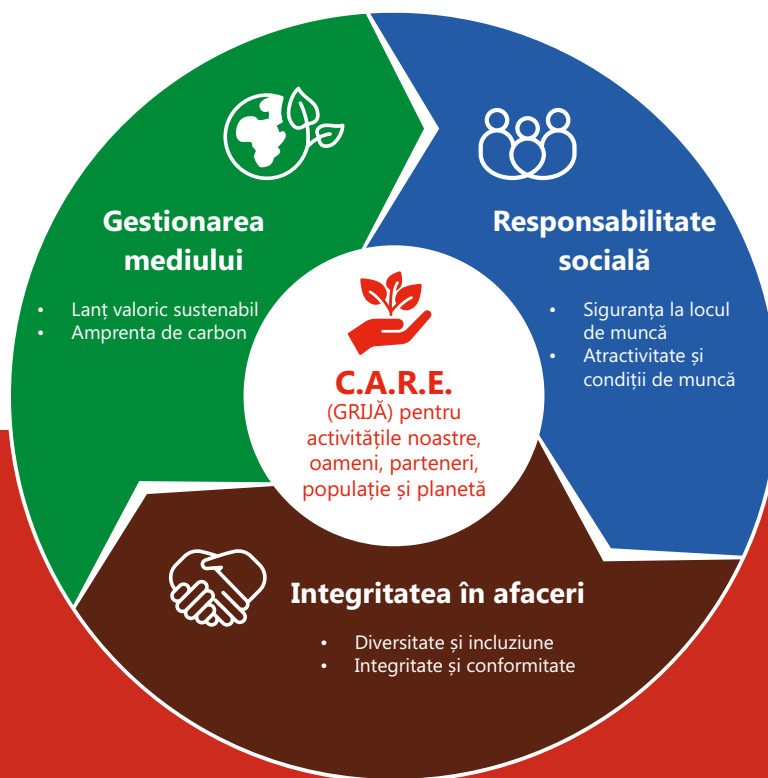 Gestionarea
mediului
• Lanț valoric sustenabil
• Amprenta de carbon
Responsabilitate
socială
• Siguranța la locul
de muncă
• Atractivitate și
condiții de muncă
C.A.R.E.
(GRIJĂ) pentru
activitățile noastre,
oameni, parteneri,
populație și planetă
Integritatea în afaceri
• Diversitate și incluziune
• Integritate și conformitate